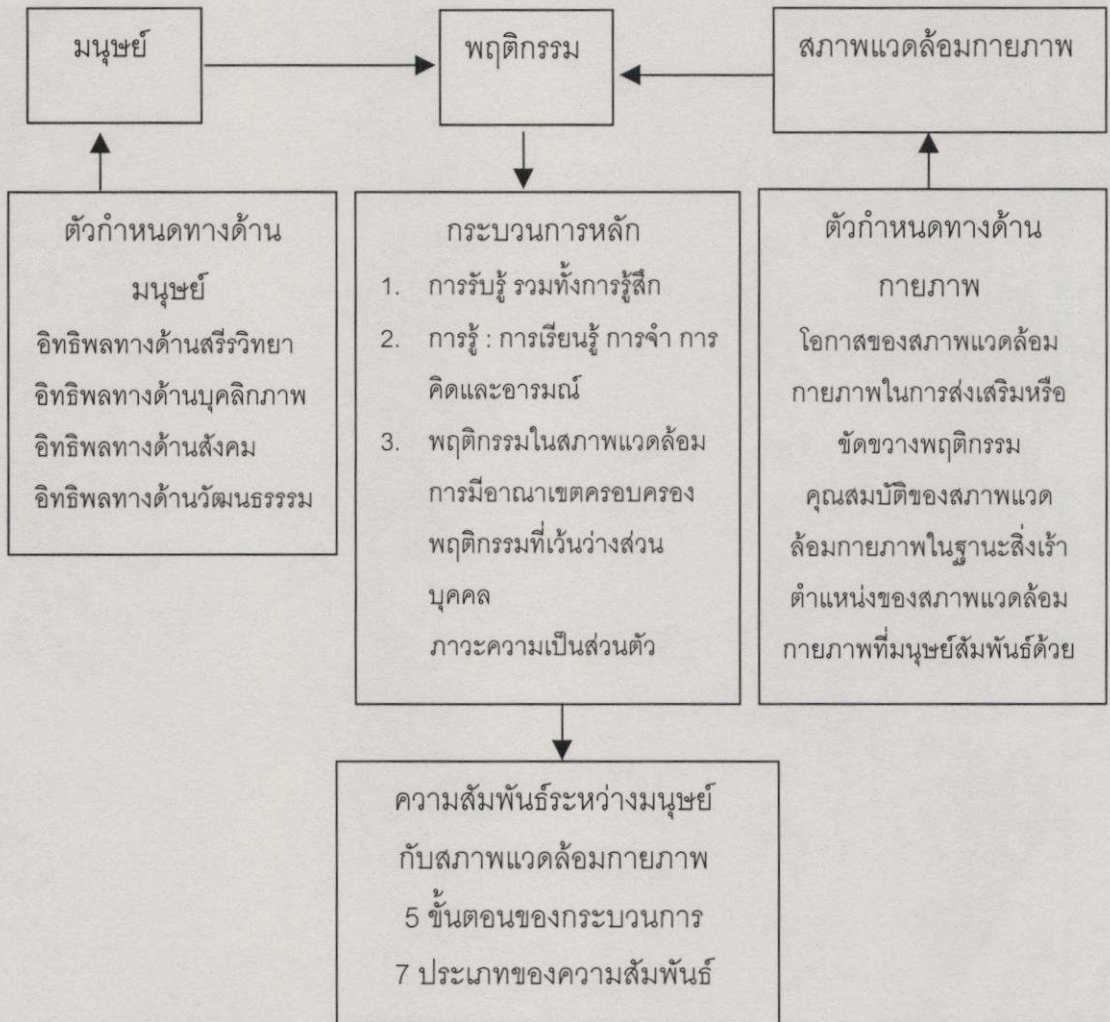 มนุษย์
พฤติกรรม
สภาพแวดล้อมกายภาพ
ตัวกำหนดทางด้าน
มนุษย์
อิทธิพลทางด้านสรีรวิทยา
อิทธิพลทางด้านบุคลิกภาพ
อิทธิพลทางด้านสังคม
อิทธิพลทางด้านวัฒนธรรรม
กระบวนการหลัก
1. การรับรู้ รวมทั้งการรู้สึก
2. การรู้ : การเรียนรู้ การจำ การ
คิดและอารมณ์
3. พฤติกรรมในสภาพแวดล้อม
การมีอาณาเขตครอบครอง
พฤติกรรมที่เว้นว่างส่วน
บุคคล
ภาวะความเป็นส่วนตัว
ตัวกำหนดทางด้าน
กายภาพ
โอกาสของสภาพแวดล้อม
กายภาพในการส่งเสริมหรือ
ขัดขวางพฤติกรรม
คุณสมบัติของสภาพแวด
ล้อมกายภาพในฐานะสิ่งเร้า
ตำแหน่งของสภาพแวดล้อม
กายภาพที่มนุษย์สัมพันธ์ด้วย
ความสัมพันธ์ระหว่างมนุษย์
กับสภาพแวดล้อมกายภาพ
5 ขั้นตอนของกระบวนการ
7 ประเภทของความสัมพันธ์